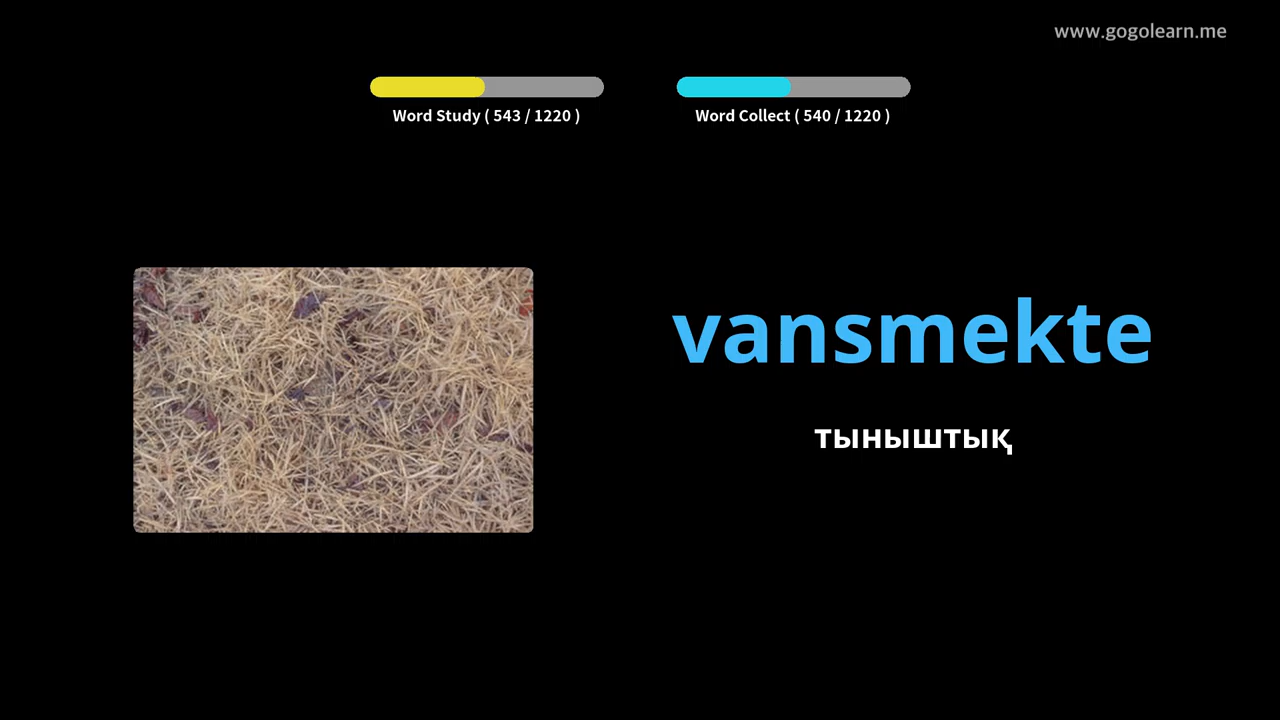 www.gogolearn.me
Word Study ( 543 / 1220 )
Word Collect ( 540 / 1220 )
vansmekte
тыныштық